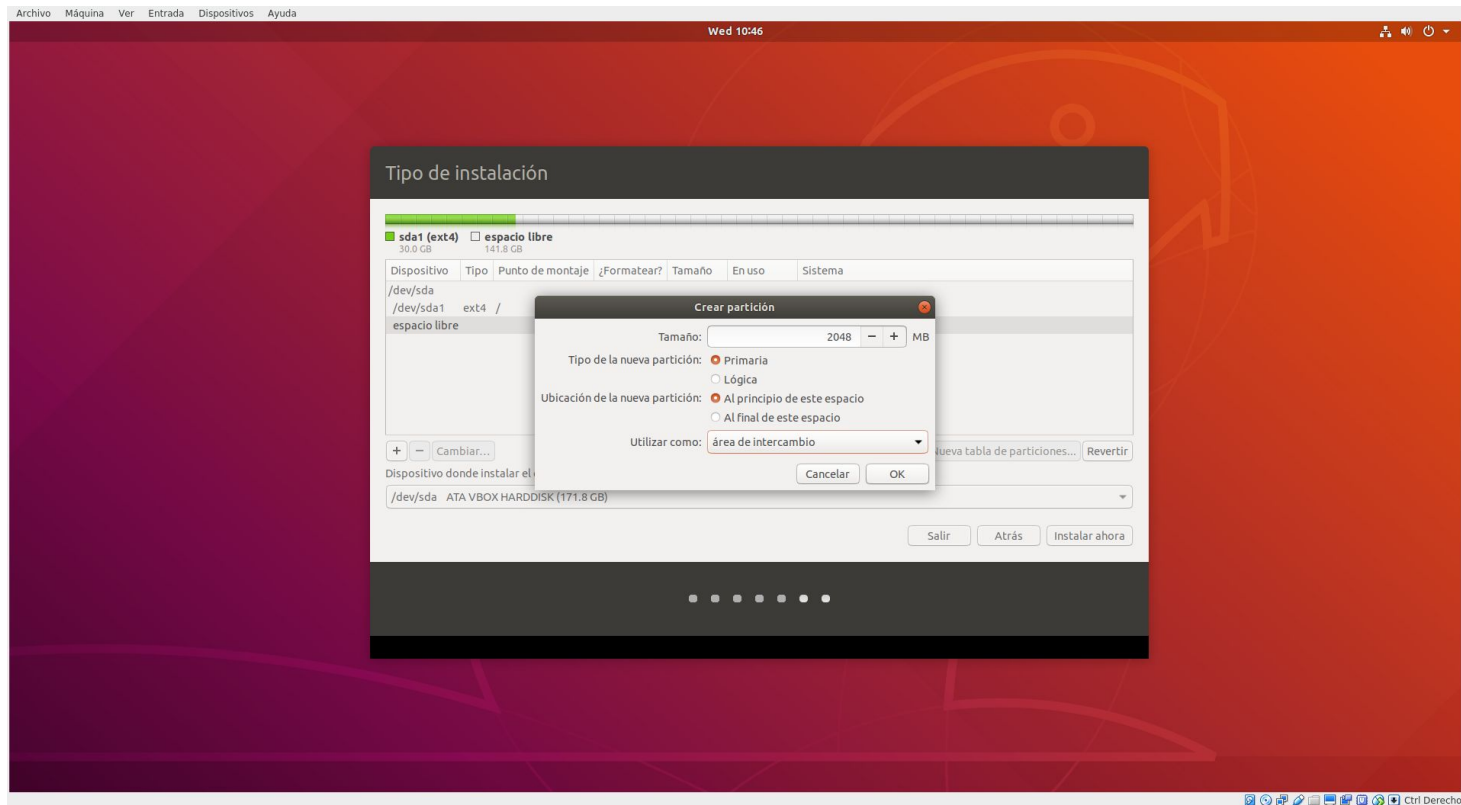 Archivo Máquina Ver Entrada Dispositivos Ayuda
Wed 10:46
Tipo de instalación
sda1 (ext4) espacio libre
30.0 GB 141.8 GB
Dispositivo Tipo Punto de montaje ¿Formatear? Tamaño En uso Sistema
/dev/sda
/dev/sda1 ext4 /
espacio libre
Crear partición
Tamaño: 2048 − + MB
Tipo de la nueva partición: Primaria
Lógica
Ubicación de la nueva partición: Al principio de este espacio
Al final de este espacio
Utilizar como: área de intercambio
Cancelar OK
+ − Cambiar... Nueva tabla de particiones... Revertir
Dispositivo donde instalar el
/dev/sda ATA VBOX HARDDISK (171.8 GB)
Salir Atrás Instalar ahora
Ctrl Derecho